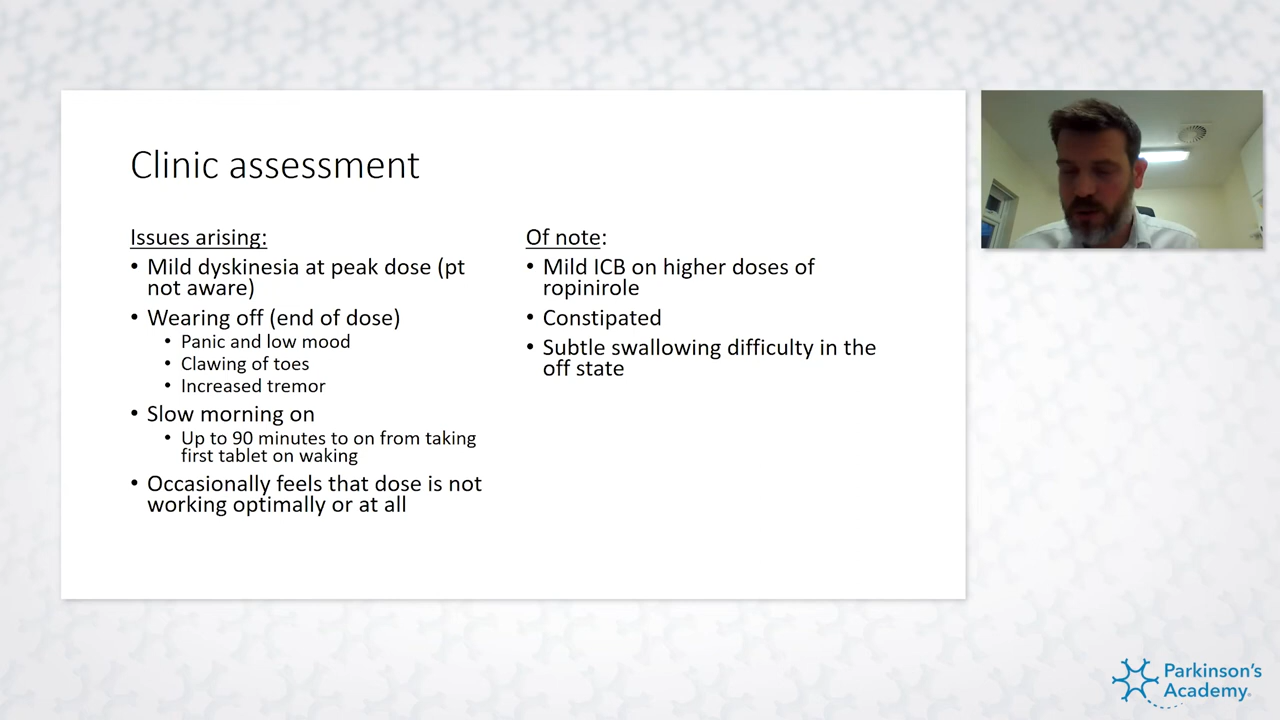 Clinic assessment
Issues arising:
• Mild dyskinesia at peak dose (pt
not aware)
• Wearing off (end of dose)
• Panic and low mood
• Clawing of toes
• Increased tremor
• Slow morning on
• Up to 90 minutes to on from taking
first tablet on waking
• Occasionally feels that dose is not
working optimally or at all
Of note:
• Mild ICB on higher doses of
ropinirole
• Constipated
• Subtle swallowing difficulty in the
off state
Parkinson's
Academy